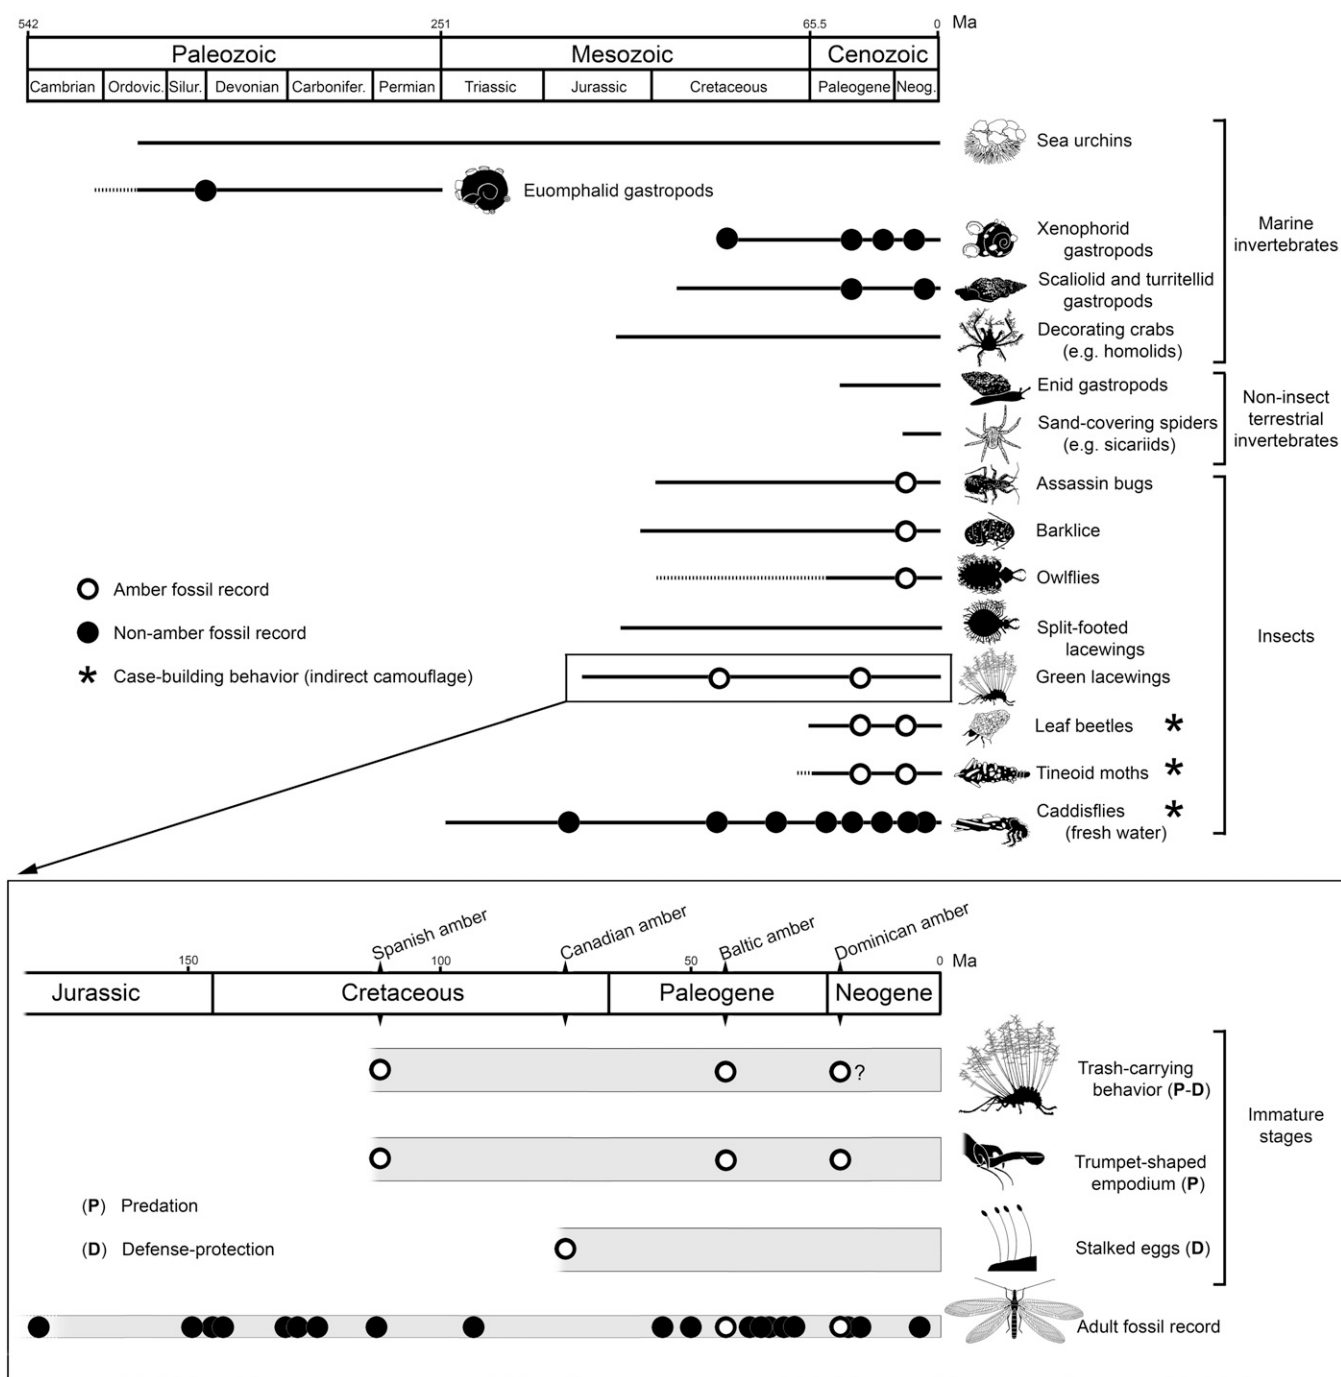 542 251 65.5 0 Ma
Paleozoic Mesozoic Cenozoic
Cambrian Ordovic. Silur. Devonian Carbonifer. Permian Triassic Jurassic Cretaceous Paleogene Neog.
Sea urchins
Euomphalid gastropods
Xenophorid
gastropods
Scaliolid and turritellid
gastropods
Decorating crabs
(e.g. homolids)
Marine
invertebrates
Enid gastropods
Sand-covering spiders
(e.g. sicariids)
Non-insect
terrestrial
invertebrates
Assassin bugs
Barklice
Owlflies
Split-footed
lacewings
Green lacewings
Leaf beetles *
Tineoid moths *
Caddisflies *
(fresh water)
Insects
Amber fossil record
Non-amber fossil record
* Case-building behavior (indirect camouflage)
Spanish amber
Canadian amber
Baltic amber
Dominican amber
150 100 50 0 Ma
Jurassic Cretaceous Paleogene Neogene
?
Trash-carrying
behavior (P-D)
Trumpet-shaped
empodium (P)
Stalked eggs (D)
Immature
stages
(P) Predation
(D) Defense-protection
Adult fossil record